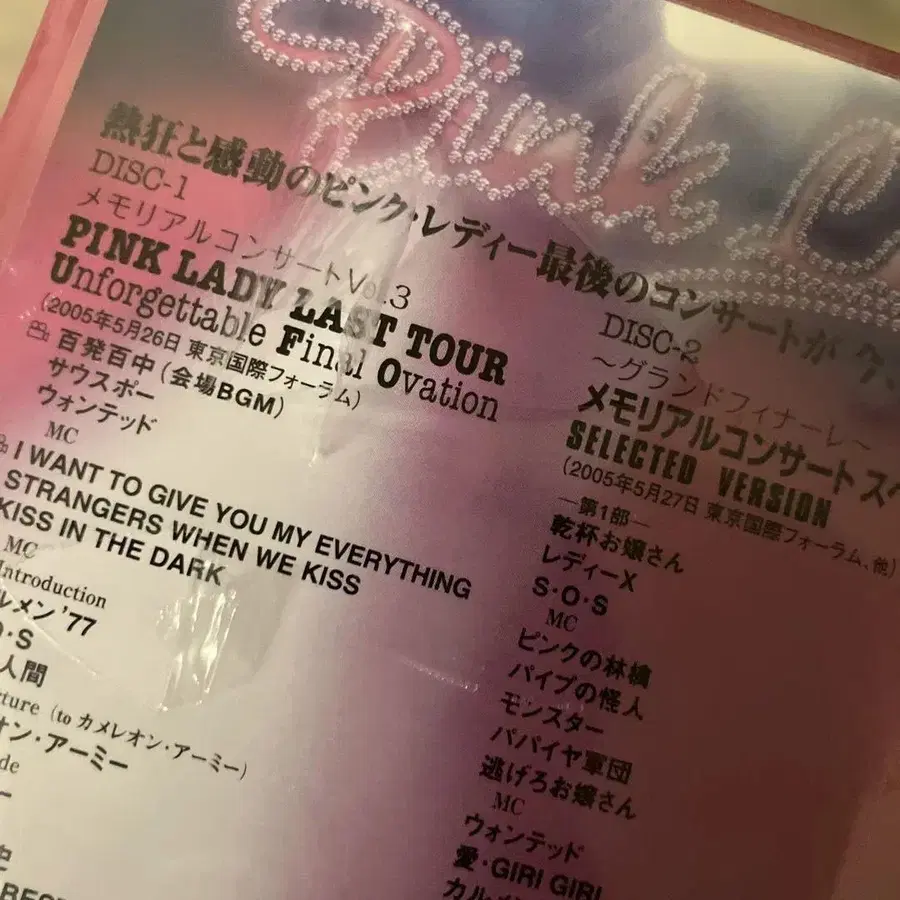 Pink L
熱狂と感動のピンク・レディー最後のコンサートが今、
DISC-1
メモリアルコンサートVol.3
PINK LADY LAST TOUR
Unforgettable Final Ovation
(2005年5月26日 東京国際フォーラム)
百発百中(会場BGM)
サウスポー
ウォンテッド
MC
I WANT TO GIVE YOU MY EVERYTHING
STRANGERS WHEN WE KISS
KISS IN THE DARK
MC
Introduction
ルメン'77
O・S
人間
ture (to カメレオン・アーミー)
オン・アーミー
de
ー
史
DISC-2
〜グランドフィナーレ〜
メモリアルコンサートスペ
SELECTED VERSION
(2005年5月27日 東京国際フォーラム、他)
―第1部―
乾杯お嬢さん
レディーX
S・O・S
MC
ピンクの林檎
パイプの怪人
モンスター
パパイヤ軍団
逃げろお嬢さん
MC
ウォンテッド
愛・GIRI GIRI
カルメ